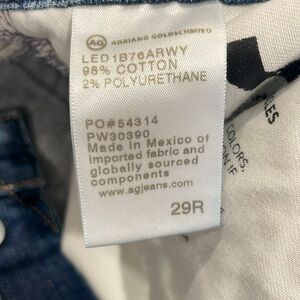 AG ADRIANO GOLDSCHMIED
LED1B76ARWY
98% COTTON
2% POLYURETHANE
PO#54314
PW30390
Made in Mexico of
imported fabric and
globally sourced
components
www.agjeans.com
29R
COLORS,